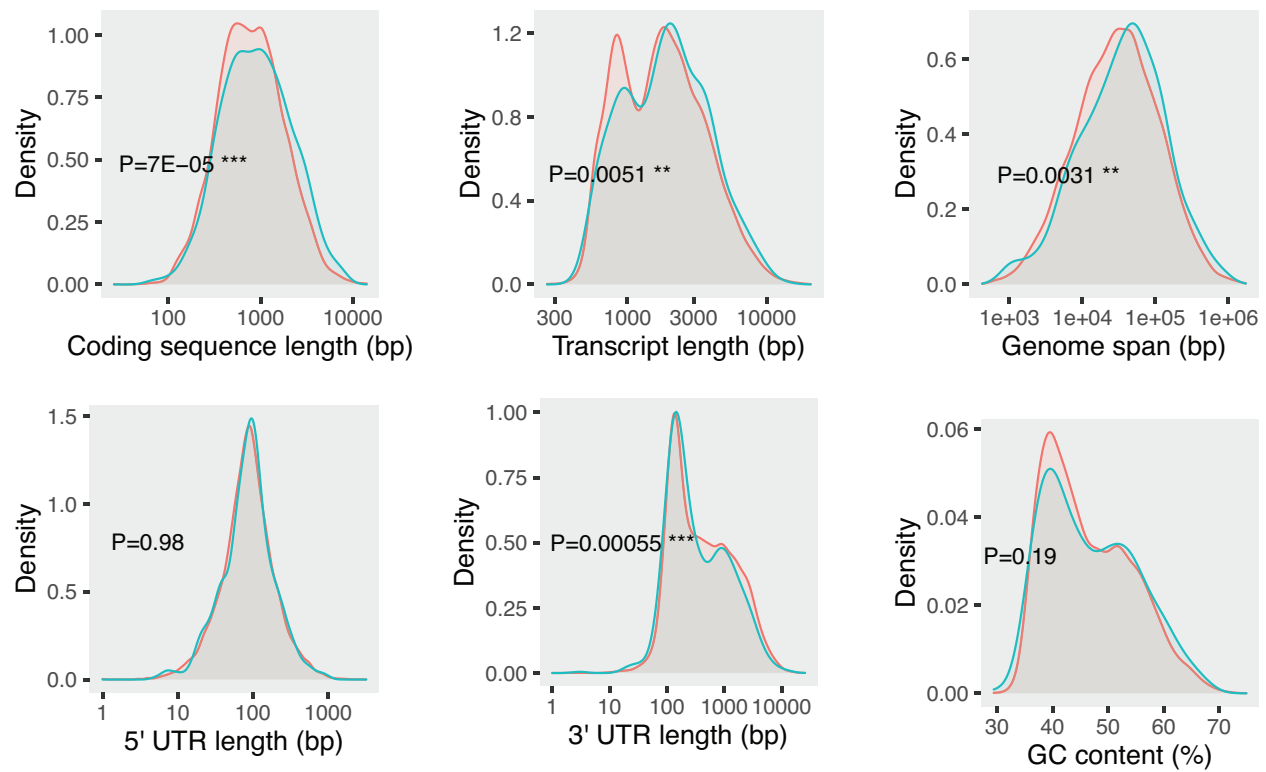 Density
1.00
0.75
0.50
0.25
0.00
P=7E−05 ***
100 1000 10000
Coding sequence length (bp)
Density
1.2
0.8
0.4
0.0
P=0.0051 **
300 1000 3000 10000
Transcript length (bp)
Density
0.6
0.4
0.2
0.0
P=0.0031 **
1e+03 1e+04 1e+05 1e+06
Genome span (bp)
Density
1.5
1.0
0.5
0.0
P=0.98
1 10 100 1000
5' UTR length (bp)
Density
1.00
0.75
0.50
0.25
0.00
P=0.00055 ***
1 10 100 1000 10000
3' UTR length (bp)
Density
0.06
0.04
0.02
0.00
P=0.19
30 40 50 60 70
GC content (%)